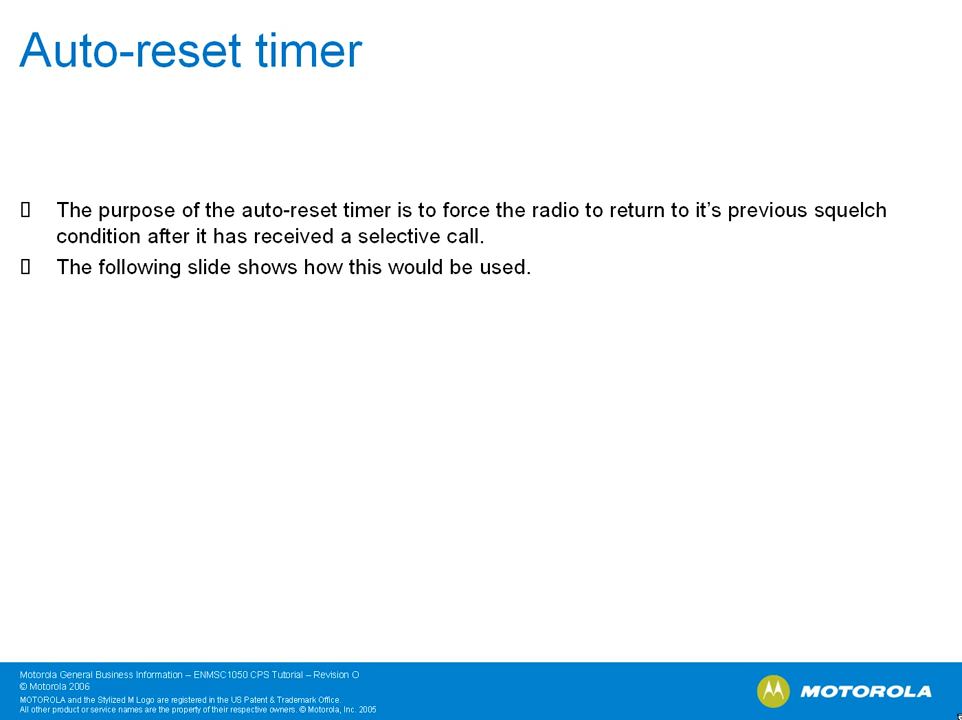 Auto-reset timer
The purpose of the auto-reset timer is to force the radio to return to it’s previous squelch
condition after it has received a selective call.
The following slide shows how this would be used.
Motorola General Business Information – ENMSC1050 CPS Tutorial – Revision O
© Motorola 2006
MOTOROLA and the Stylized M Logo are registered in the US Patent & Trademark Office.
All other product or service names are the property of their respective owners. © Motorola, Inc. 2005
MOTOROLA